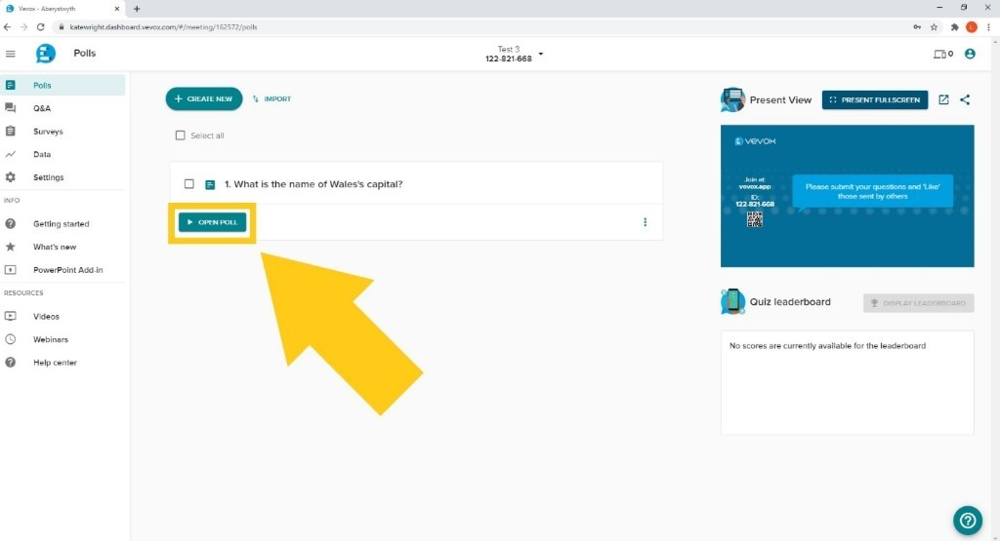 Vevox - Aberystwyth
katewright.dashboard.vevox.com/#/meeting/162572/polls
Polls
Test 3
122-821-668
0
Polls
Q&A
Surveys
Data
Settings
INFO
Getting started
What's new
PowerPoint Add-in
RESOURCES
Videos
Webinars
Help center
CREATE NEW
IMPORT
Select all
1. What is the name of Wales's capital?
OPEN POLL
Present View
PRESENT FULLSCREEN
vevox
Join at:
vevox.app
ID:
122-821-668
Please submit your questions and 'Like'
those sent by others
Quiz leaderboard
DISPLAY LEADERBOARD
No scores are currently available for the leaderboard